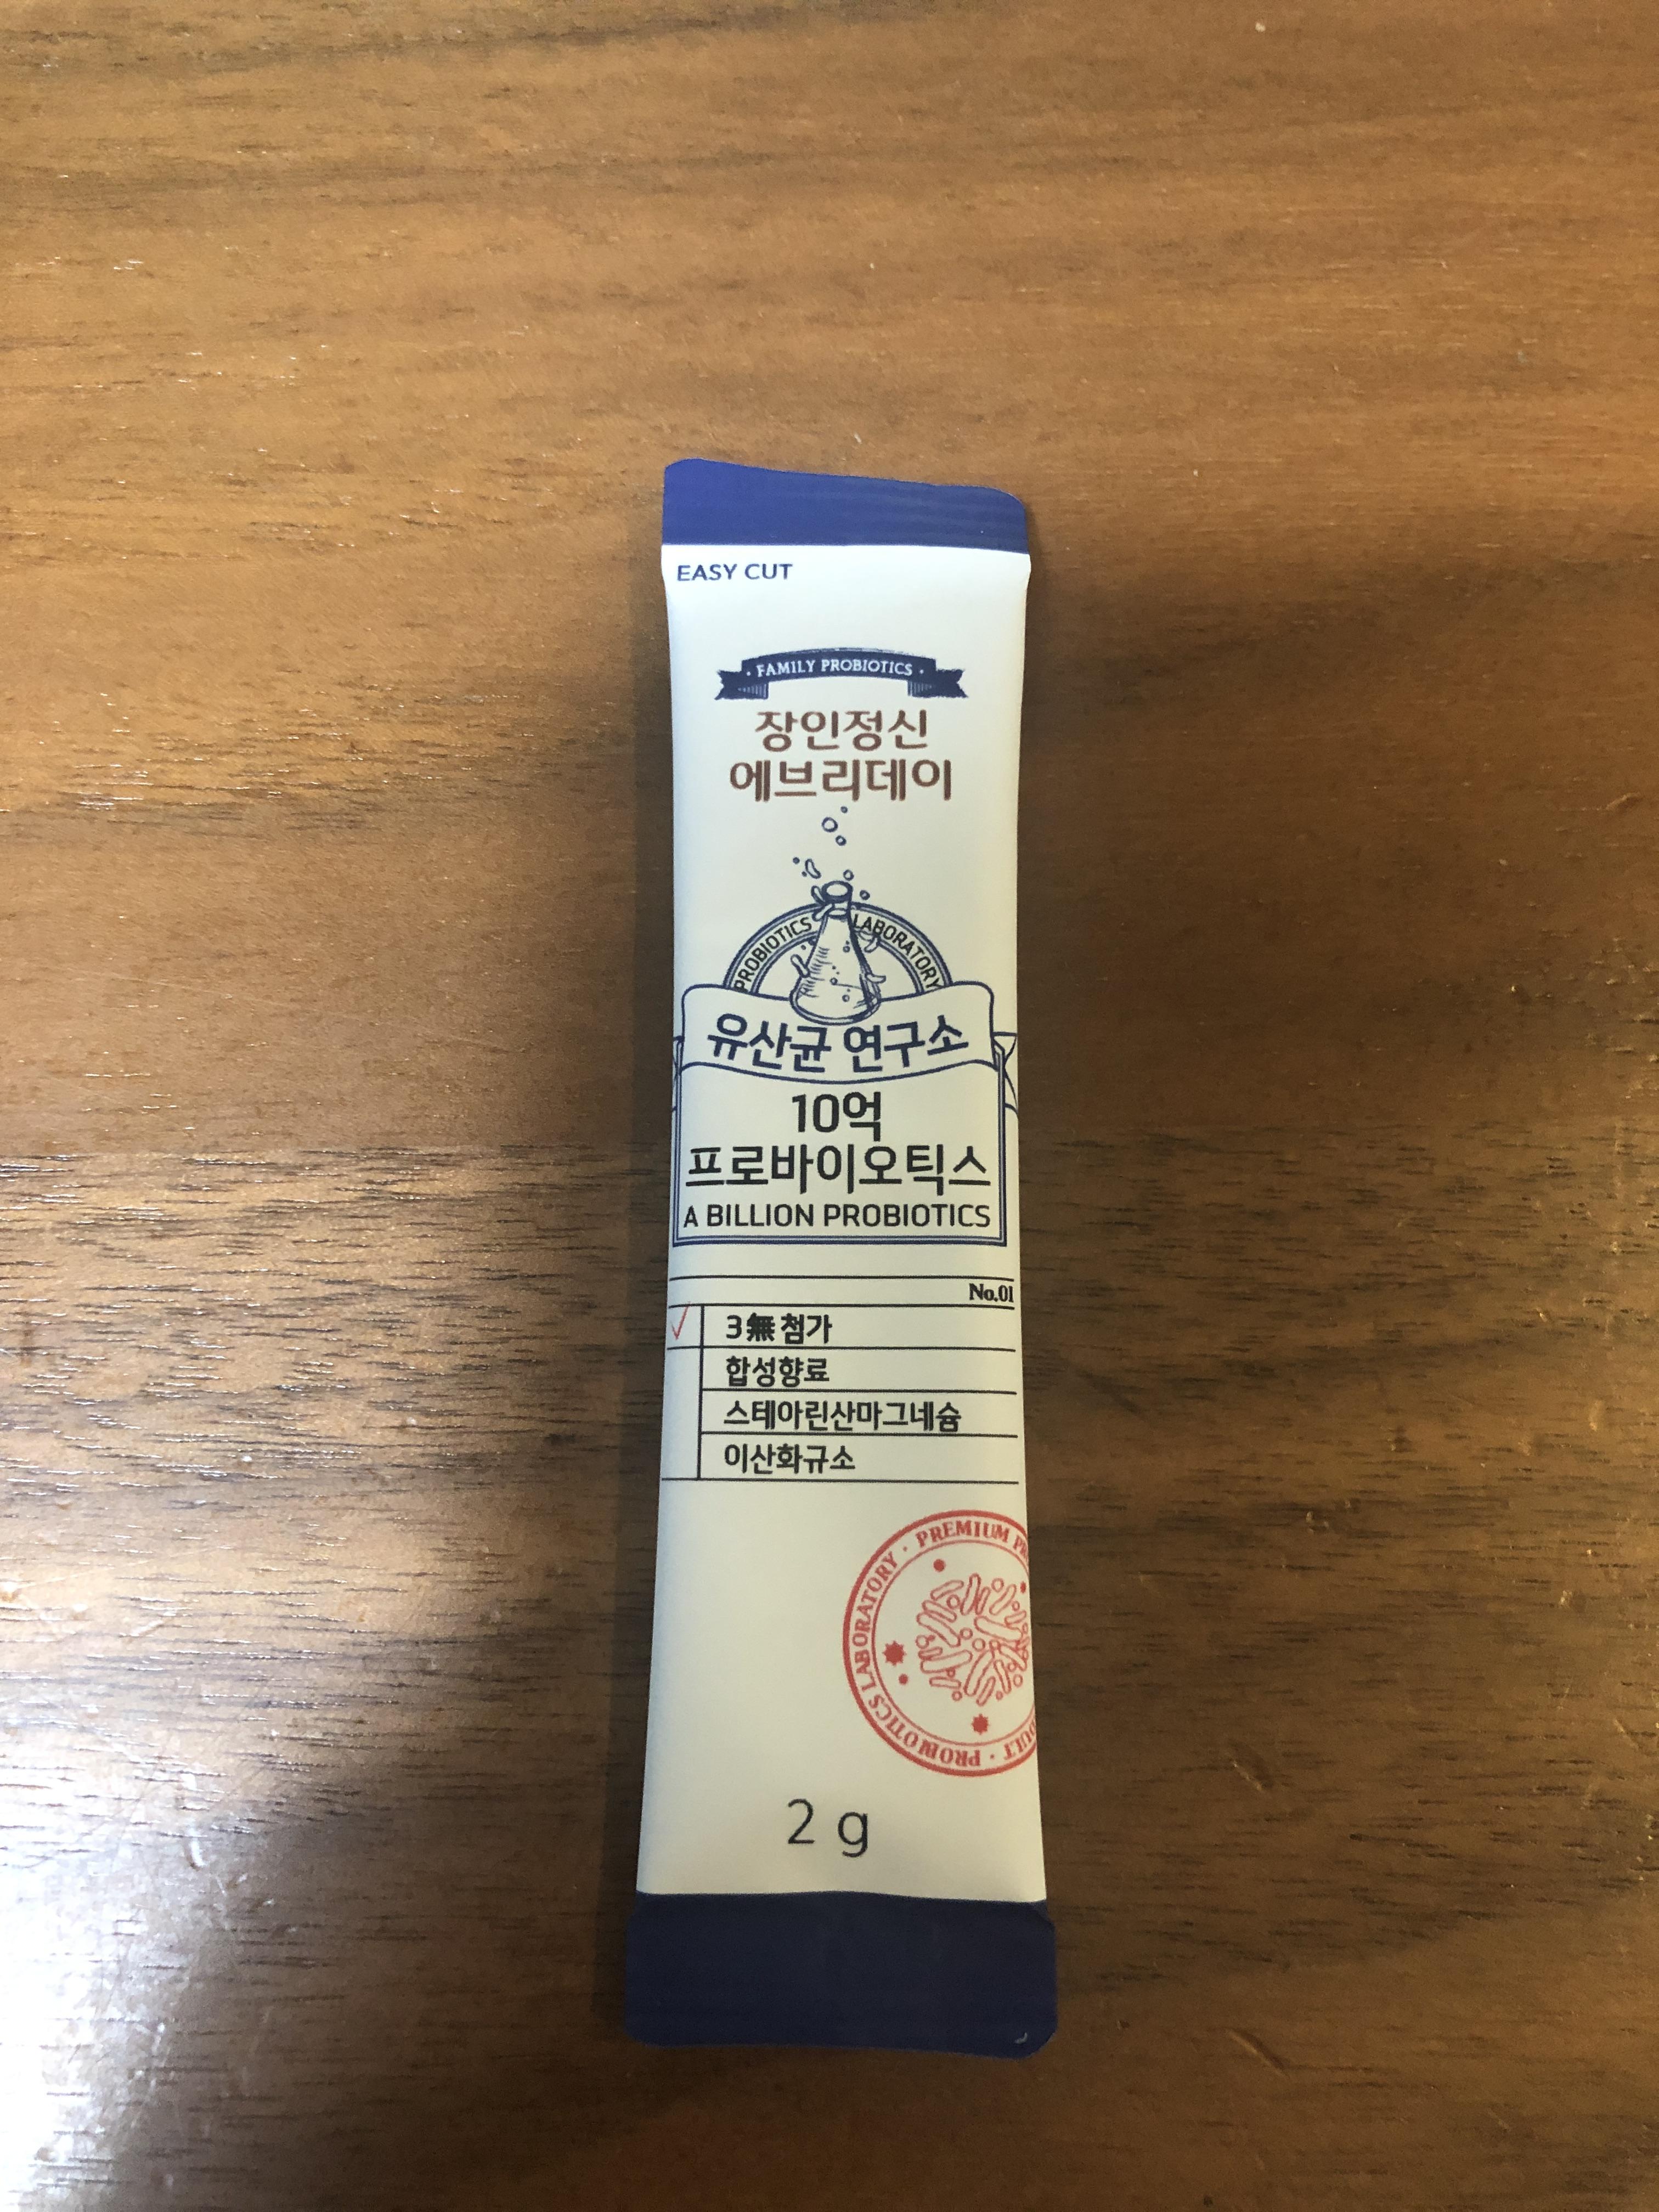 EASY CUT
· FAMILY PROBIOTICS ·
장인정신
에브리데이
PROBIOTICS LABORATORY
유산균 연구소
10억
프로바이오틱스
A BILLION PROBIOTICS
No.01
3無 첨가
합성향료
스테아린산마그네슘
이산화규소
PROBIOTICS LABORATORY · PREMIUM
2 g